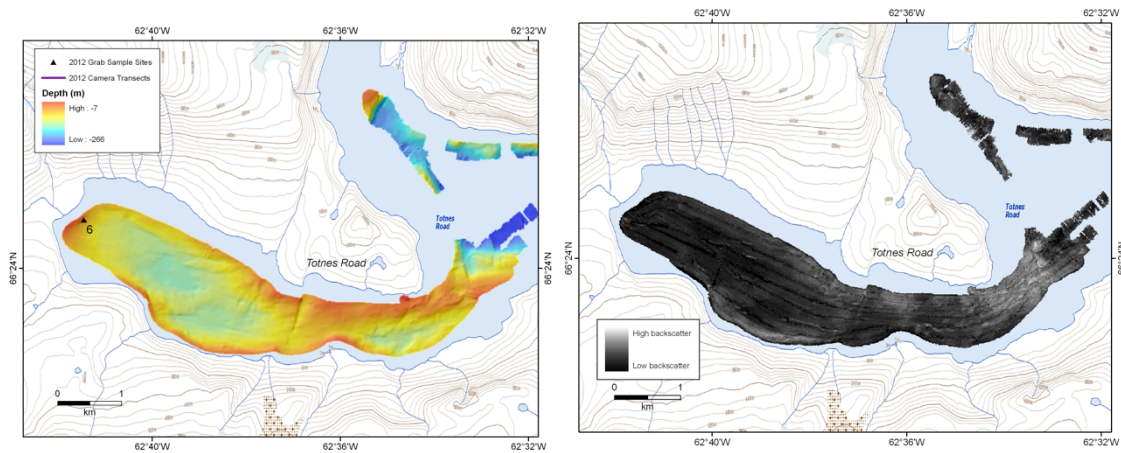 62°40'W
62°36'W
62°32'W
2012 Grab Sample Sites
2012 Camera Transects
Depth (m)
High : -7
Low : -266
6
Totnes
Road
Totnes Road
66°24'N
66°24'N
0
1
km
62°40'W
62°36'W
62°32'W
62°40'W
62°36'W
62°32'W
Totnes
Road
Totnes Road
66°24'N
66°24'N
High backscatter
Low backscatter
0
1
km
62°40'W
62°36'W
62°32'W